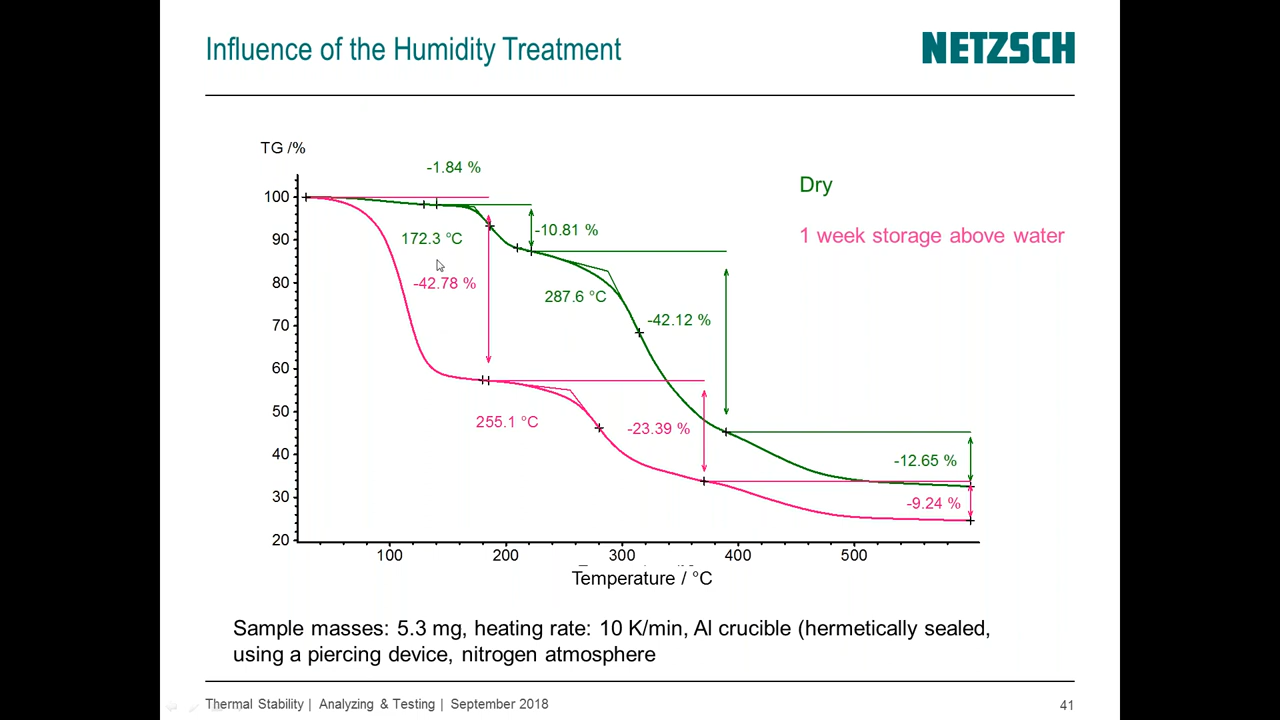 Influence of the Humidity Treatment
NETZSCH
TG /%
-1.84 %
Dry
100
-10.81 %
1 week storage above water
172.3 °C
90
-42.78 %
80
287.6 °C
-42.12 %
70
60
255.1 °C
-23.39 %
50
40
-12.65 %
30
-9.24 %
20
100 200 300 400 500
Temperature / °C
Sample masses: 5.3 mg, heating rate: 10 K/min, Al crucible (hermetically sealed,
using a piercing device, nitrogen atmosphere
Thermal Stability | Analyzing & Testing | September 2018
41